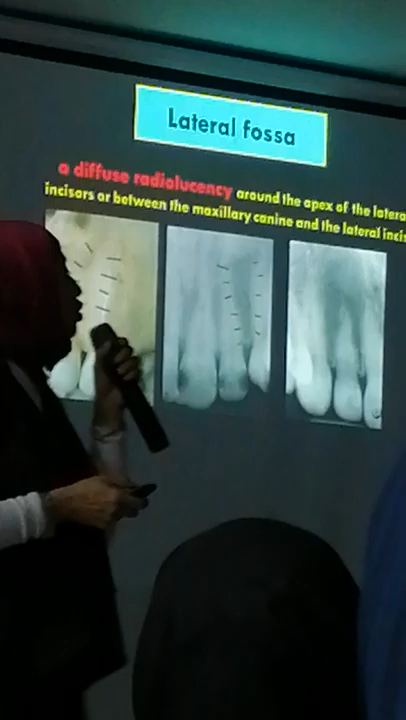 Lateral fossa
a diffuse radiolucency around the apex of the latera
incisors or between the maxillary canine and the lateral incis